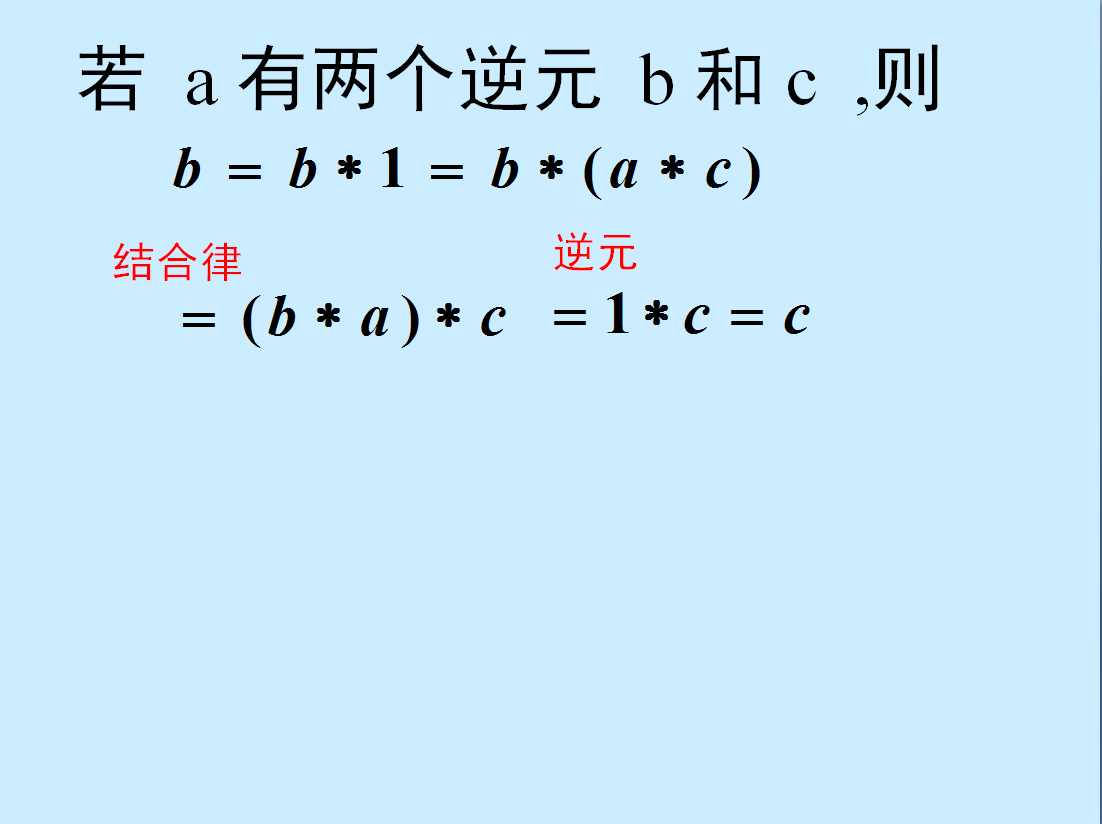 若 a 有两个逆元 b 和 c ,则
b = b * 1 = b * ( a * c )
结合律 逆元
= ( b * a ) * c = 1 * c = c